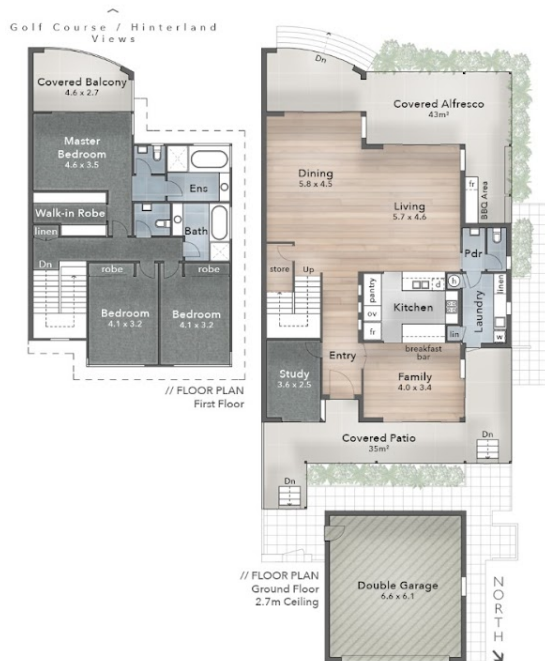 Golf Course / Hinterland
Views
Covered Balcony
4.6 x 2.7
Master
Bedroom
4.6 x 3.5
Ens
Walk-in Robe
Bath
linen
Dn
robe
robe
Bedroom
4.1 x 3.2
Bedroom
4.1 x 3.2
// FLOOR PLAN
First Floor
Dn
Covered Alfresco
43m²
Dining
5.8 x 4.5
Living
5.7 x 4.6
fr
BBQ Area
Pdr
store
Up
pantry
ov
fr
d
h
Kitchen
Laundry
linen
lin
w
breakfast
bar
Entry
Study
3.6 x 2.5
Family
4.0 x 3.4
Covered Patio
35m²
Dn
Dn
// FLOOR PLAN
Ground Floor
2.7m Ceiling
Double Garage
6.6 x 6.1
NORTH